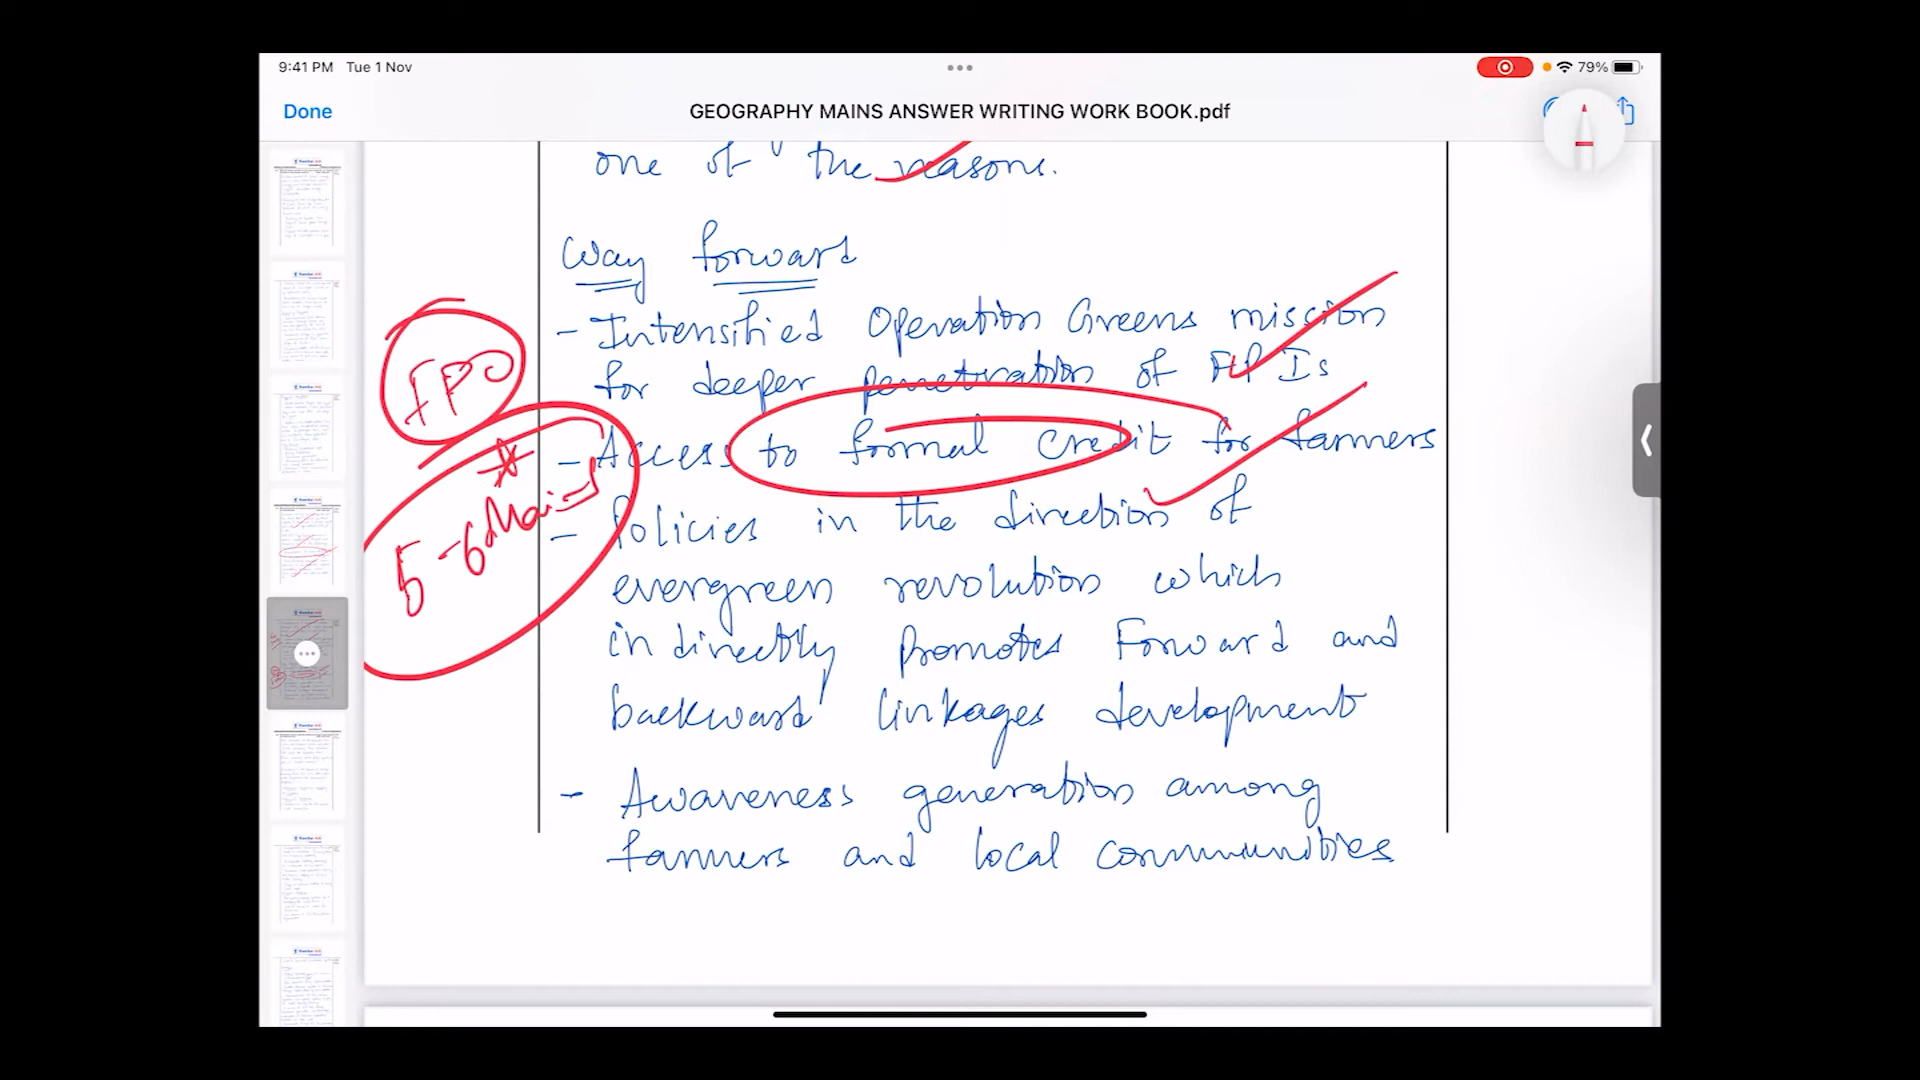 9:41 PM Tue 1 Nov
79%
Done
GEOGRAPHY MAINS ANSWER WRITING WORK BOOK.pdf
one of the reasons.
Way forward
- Intensified Operation Greens mission
for deeper penetration of FPIs
FPO
- Access to formal credit for farmers
5-6 Mains
- Policies in the direction of
evergreen revolution which
indirectly promotes Forward and
backward linkages development
- Awareness generation among
farmers and local communities